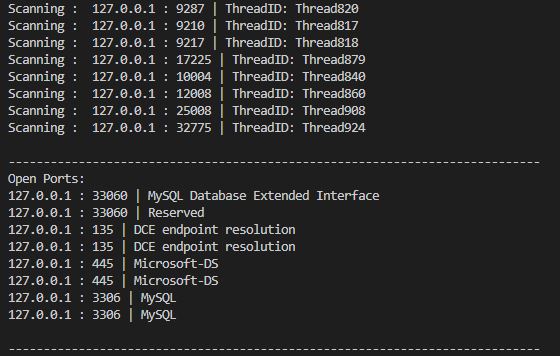 Scanning :  127.0.0.1 : 9287 | ThreadID: Thread820
Scanning :  127.0.0.1 : 9210 | ThreadID: Thread817
Scanning :  127.0.0.1 : 9217 | ThreadID: Thread818
Scanning :  127.0.0.1 : 17225 | ThreadID: Thread879
Scanning :  127.0.0.1 : 10004 | ThreadID: Thread840
Scanning :  127.0.0.1 : 12008 | ThreadID: Thread860
Scanning :  127.0.0.1 : 25008 | ThreadID: Thread908
Scanning :  127.0.0.1 : 32775 | ThreadID: Thread924
----------------------------------------------------------------------------
Open Ports:
127.0.0.1 : 33060 | MySQL Database Extended Interface
127.0.0.1 : 33060 | Reserved
127.0.0.1 : 135 | DCE endpoint resolution
127.0.0.1 : 135 | DCE endpoint resolution
127.0.0.1 : 445 | Microsoft-DS
127.0.0.1 : 445 | Microsoft-DS
127.0.0.1 : 3306 | MySQL
127.0.0.1 : 3306 | MySQL
----------------------------------------------------------------------------